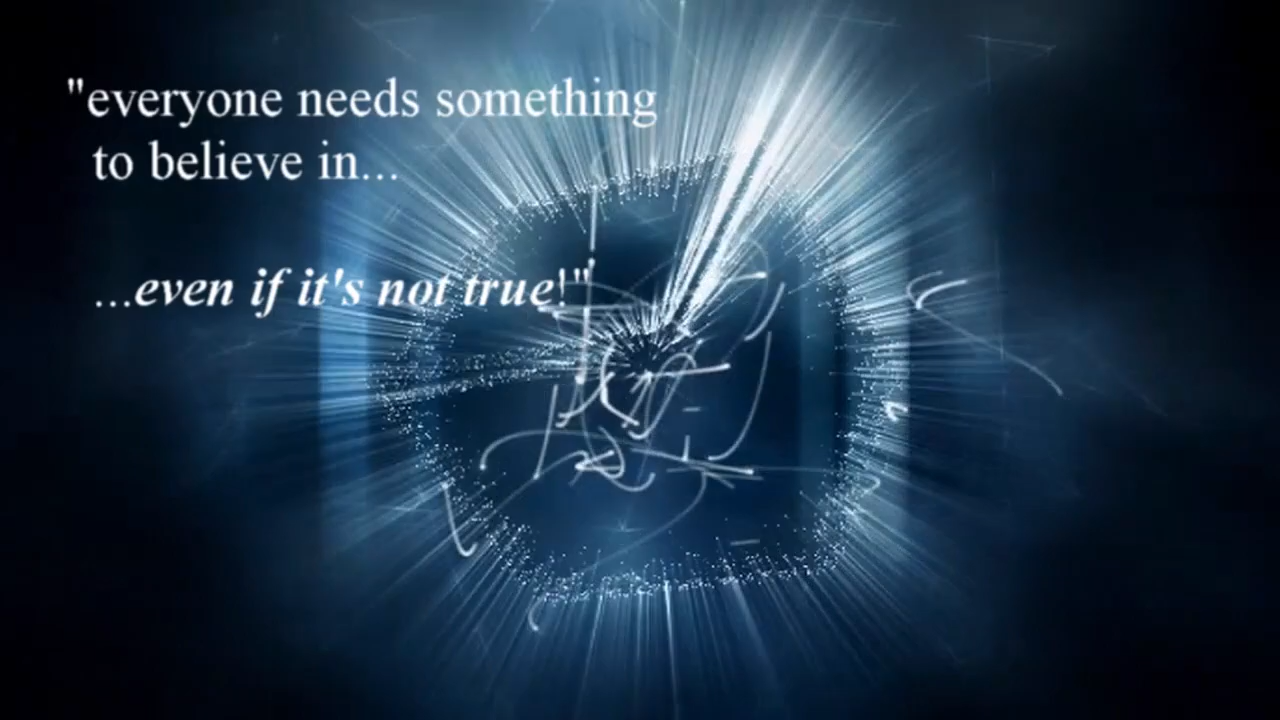 "everyone needs something
to believe in...
...even if it's not true!"